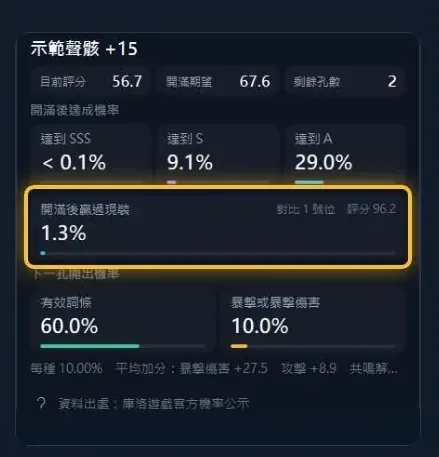 示範聲骸 +15
目前評分 56.7 開滿期望 67.6 剩餘孔數 2
開滿後達成機率
達到 SSS 達到 S 達到 A
< 0.1% 9.1% 29.0%
開滿後贏過現裝 對比 1 號位 評分 96.2
1.3%
下一孔開出機率
有效詞條 暴擊或暴擊傷害
60.0% 10.0%
每種 10.00% 平均加分：暴擊傷害 +27.5 攻擊 +8.9 共鳴解...
? 資料出處：庫洛遊戲官方機率公示